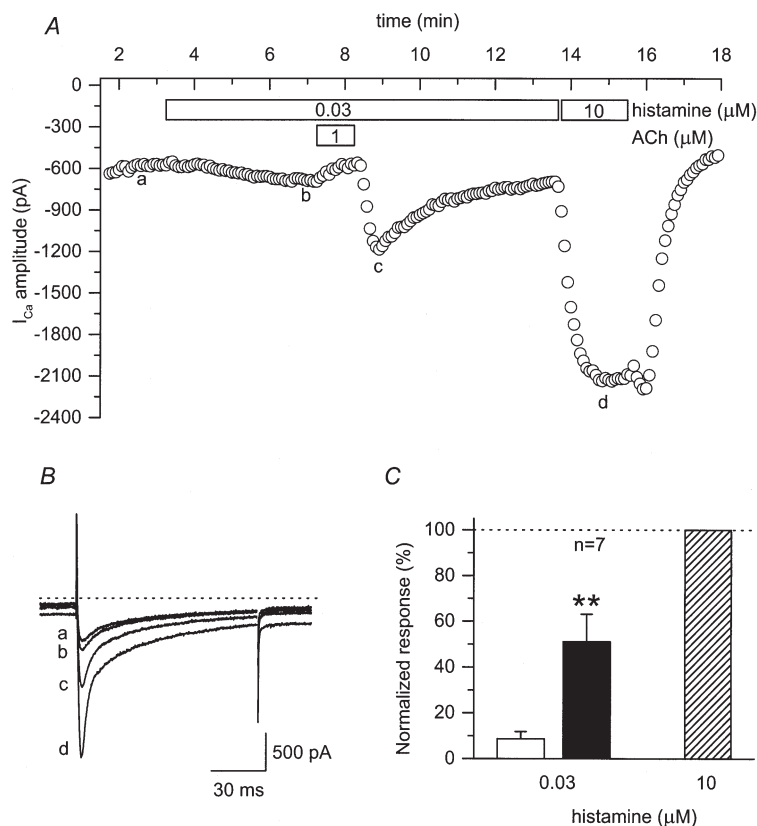 A
time (min)
2 4 6 8 10 12 14 16 18
0
-300
-600
-900
-1200
-1500
-1800
-2100
-2400
I_Ca amplitude (pA)
0.03
10
histamine (µM)
1
ACh (µM)
a
b
c
d
B
a
b
c
d
500 pA
30 ms
C
Normalized response (%)
100
80
60
40
20
0
n=7
**
0.03 10
histamine (µM)